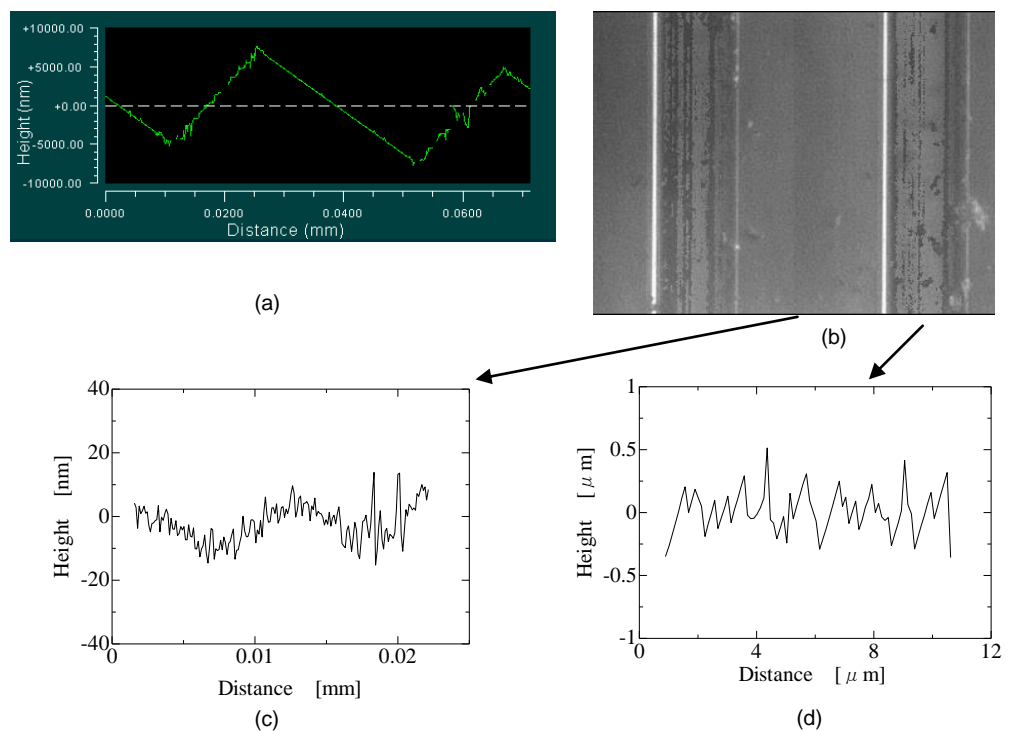 +10000.00
+5000.00
+0.00
-5000.00
-10000.00
Height (nm)
0.0000
0.0200
0.0400
0.0600
Distance (mm)
(a)
(b)
40
20
0
-20
-40
Height [nm]
0
0.01
0.02
Distance [mm]
(c)
1
0.5
0
-0.5
-1
Height [μm]
0
4
8
12
Distance [μm]
(d)